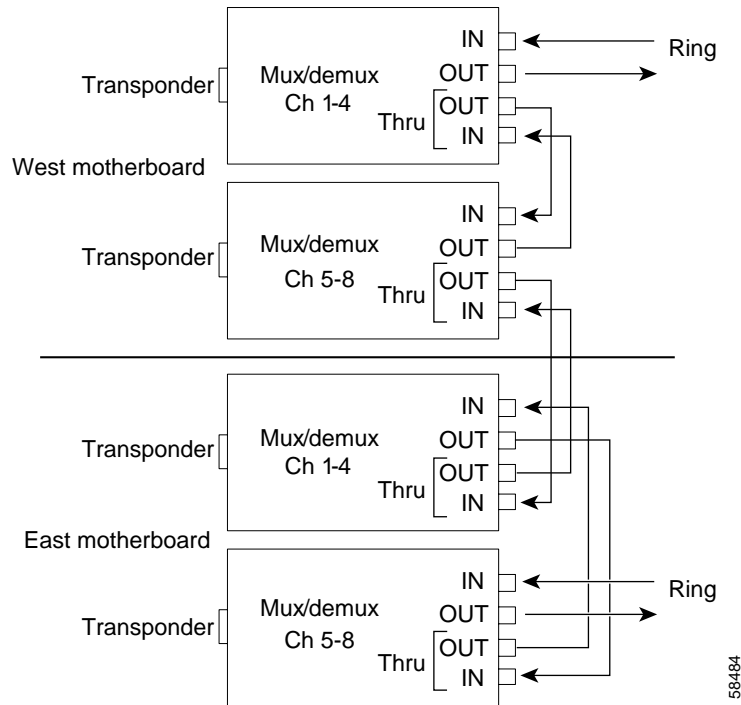 IN
Ring
OUT
Transponder
Mux/demux
Ch 1-4
Thru
OUT
IN
West motherboard
IN
OUT
Transponder
Mux/demux
Ch 5-8
Thru
OUT
IN
IN
OUT
Transponder
Mux/demux
Ch 1-4
Thru
OUT
IN
East motherboard
IN
Ring
OUT
Transponder
Mux/demux
Ch 5-8
Thru
OUT
IN
58484